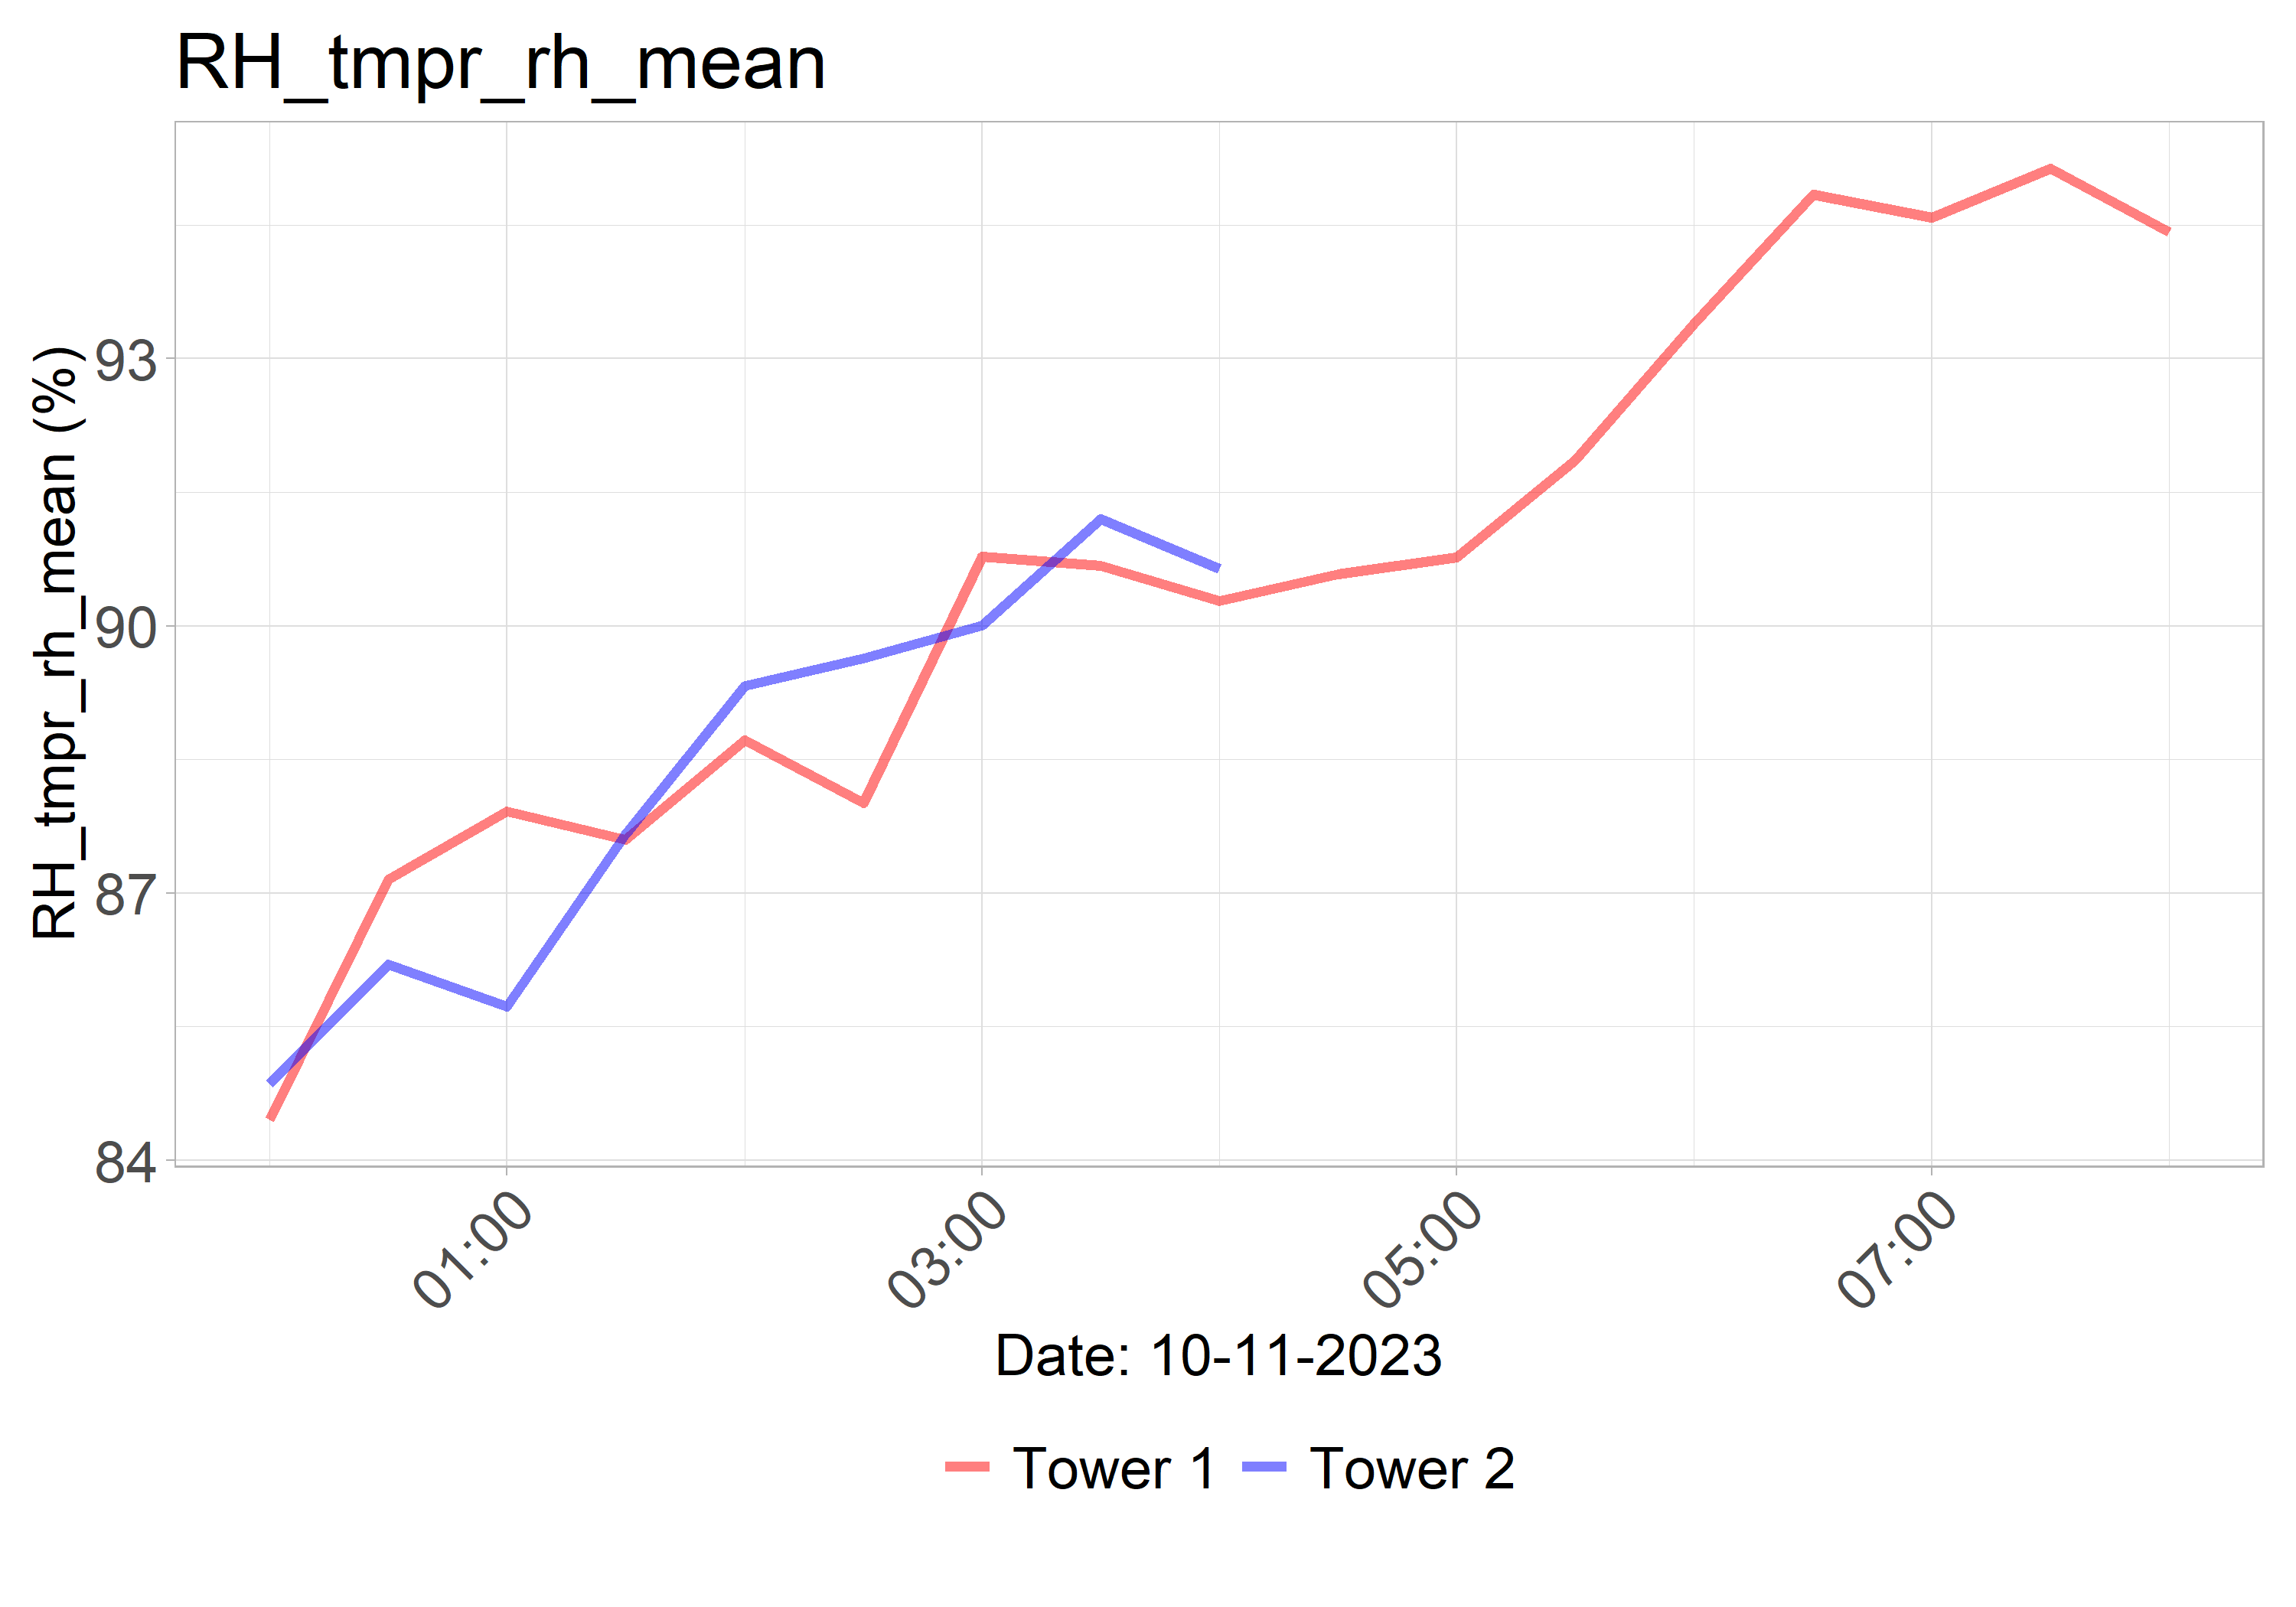 RH_tmpr_rh_mean
RH_tmpr_rh_mean (%)
93
90
87
84
01:00
03:00
05:00
07:00
Date: 10-11-2023
Tower 1
Tower 2